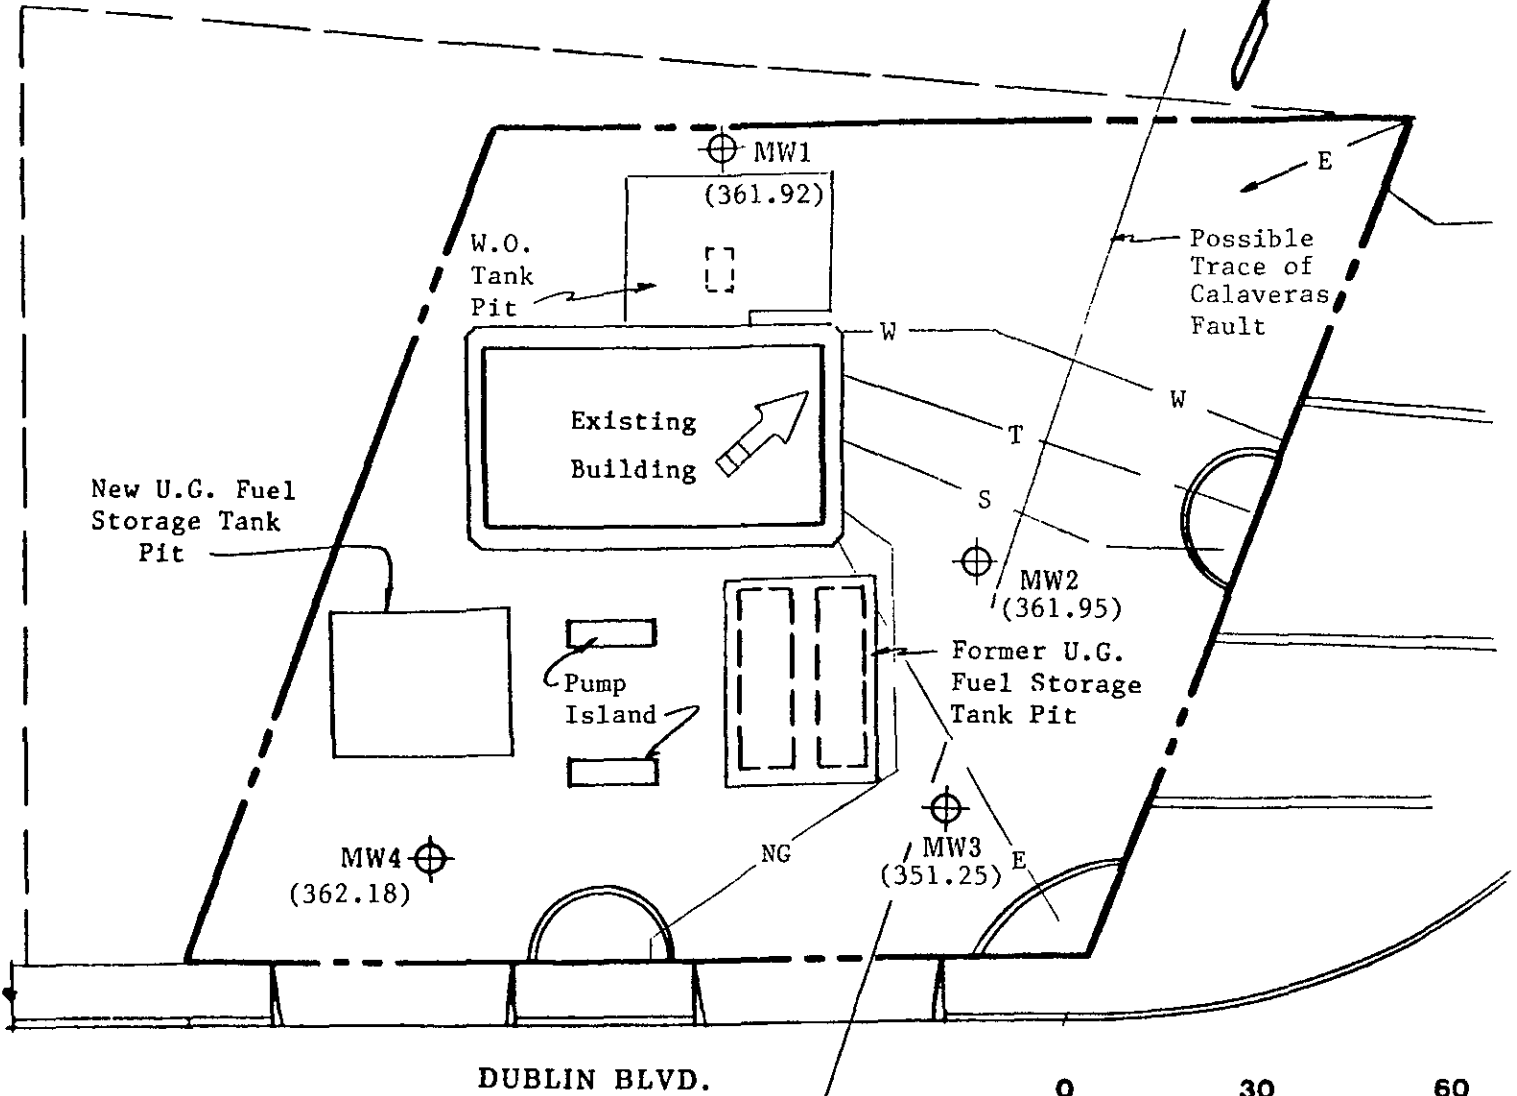 MW1
(361.92)
E
W.O.
Tank
Pit
Possible
Trace of
Calaveras
Fault
W
W
Existing
Building
T
S
New U.G. Fuel
Storage Tank
Pit
MW2
(361.95)
Former U.G.
Fuel Storage
Tank Pit
Pump
Island
MW4
(362.18)
NG
MW3
(351.25)
E
DUBLIN BLVD.
0 30 60